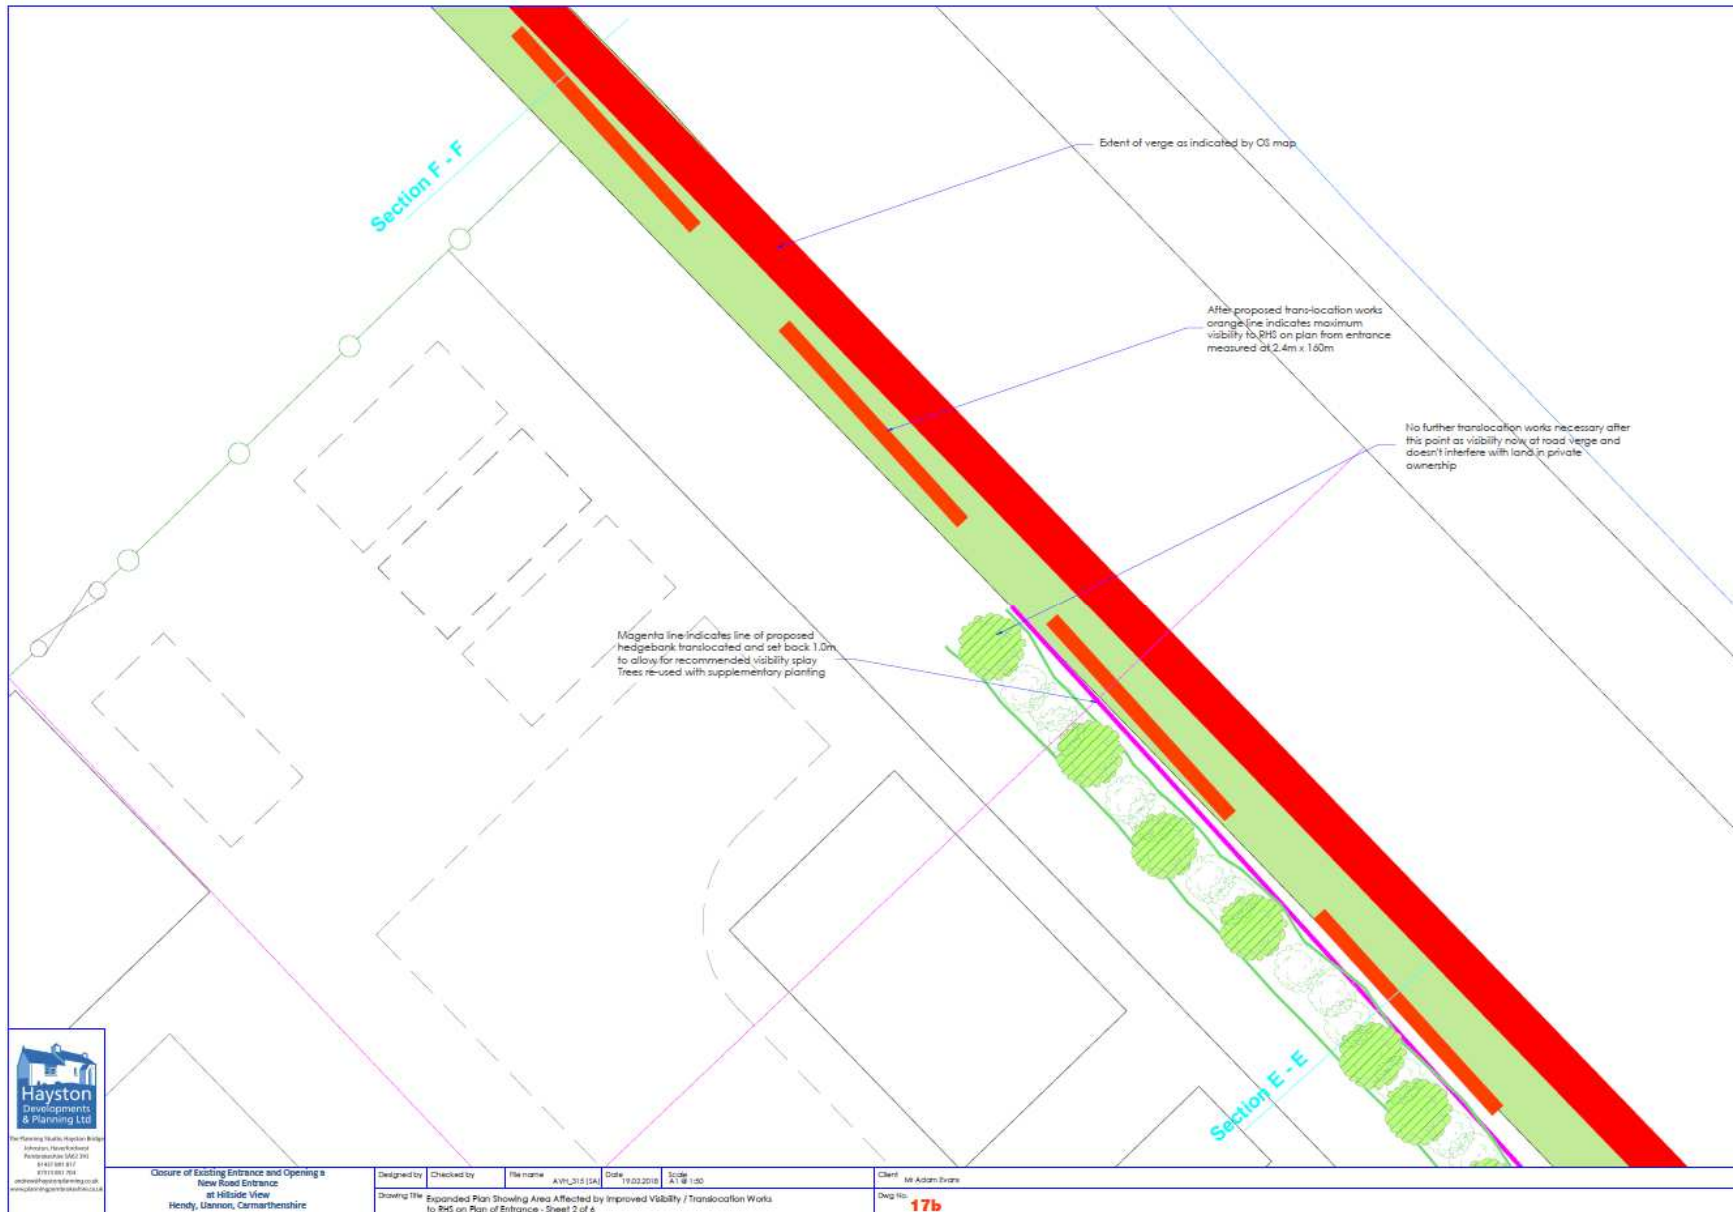 Section F - F
Extent of verge as indicated by OS map
After proposed trans-location works
orange line indicates maximum
visibility to RHS on plan from entrance
measured at 2.4m x 160m
No further translocation works necessary after
this point as visibility now at road verge and
doesn't interfere with land in private
ownership
Magenta line indicates line of proposed
hedgebank translocated and set back 1.0m
to allow for recommended visibility splay
Trees re-used with supplementary planting
Section E - E
Hayston
Developments
& Planning Ltd
The Planning Studio, Hayston Bridge
Johnston, Haverfordwest
Closure of Existing Entrance and Opening a
New Road Entrance
at Hillside View
Hendy, Llannon, Carmarthenshire
Designed by
Checked by
File name
AVH_315 (SA)
Date
19.03.2018
Scale
A1 @ 1:50
Client
Mr Adam Evans
Drawing Title
Expanded Plan Showing Area Affected by Improved Visibility / Translocation Works
to RHS on Plan of Entrance - Sheet 2 of 6
Dwg No.
17b